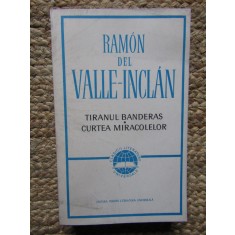 RAMÓN
DEL
VALLE-INCLÁN
TIRANUL BANDERAS
CURTEA MIRACOLELOR